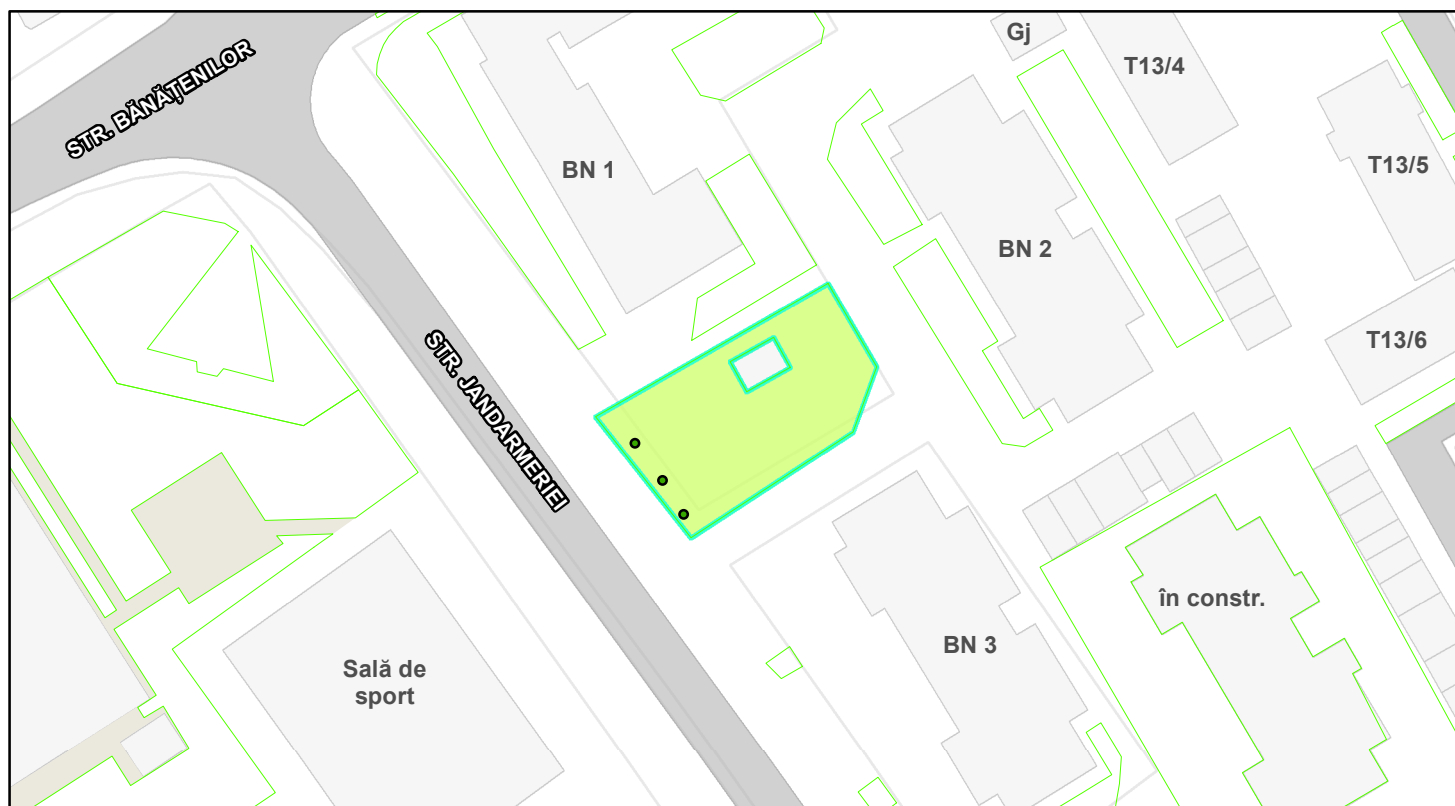 STR. BĂNĂȚENILOR
Gj
T13/4
BN 1
T13/5
BN 2
T13/6
STR. JANDARMERIEI
în constr.
BN 3
Sală de
sport